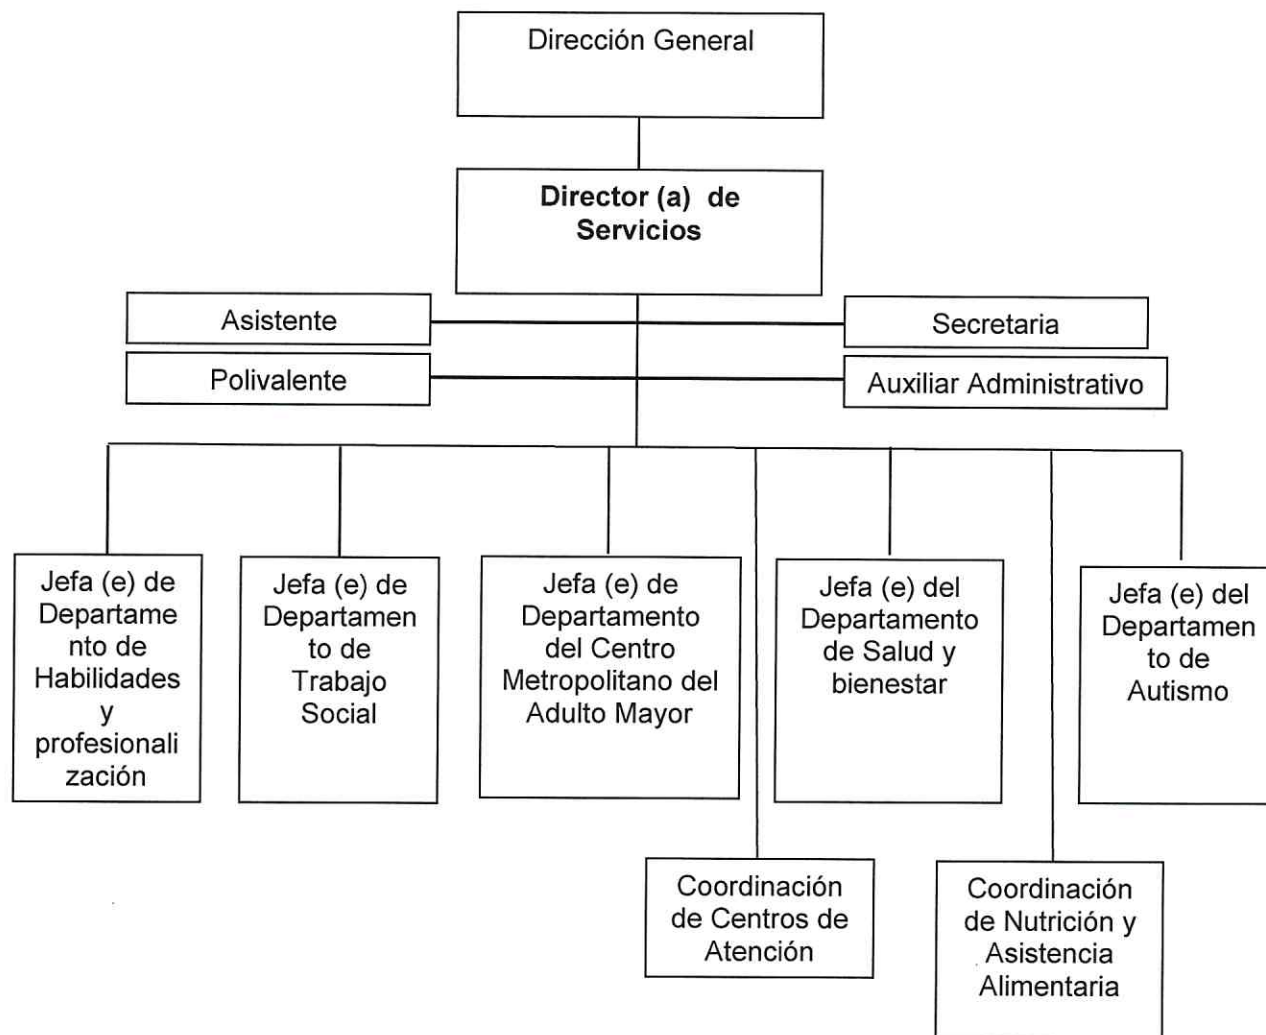 Dirección General
Director (a) de
Servicios
Asistente
Secretaria
Polivalente
Auxiliar Administrativo
Jefa (e) de
Departame
nto de
Habilidades
y
profesionali
zación
Jefa (e) de
Departamen
to de
Trabajo
Social
Jefa (e) de
Departamento
del Centro
Metropolitano del
Adulto Mayor
Jefa (e) del
Departamento
de Salud y
bienestar
Jefa (e) del
Departamen
to de
Autismo
Coordinación
de Centros de
Atención
Coordinación
de Nutrición y
Asistencia
Alimentaria